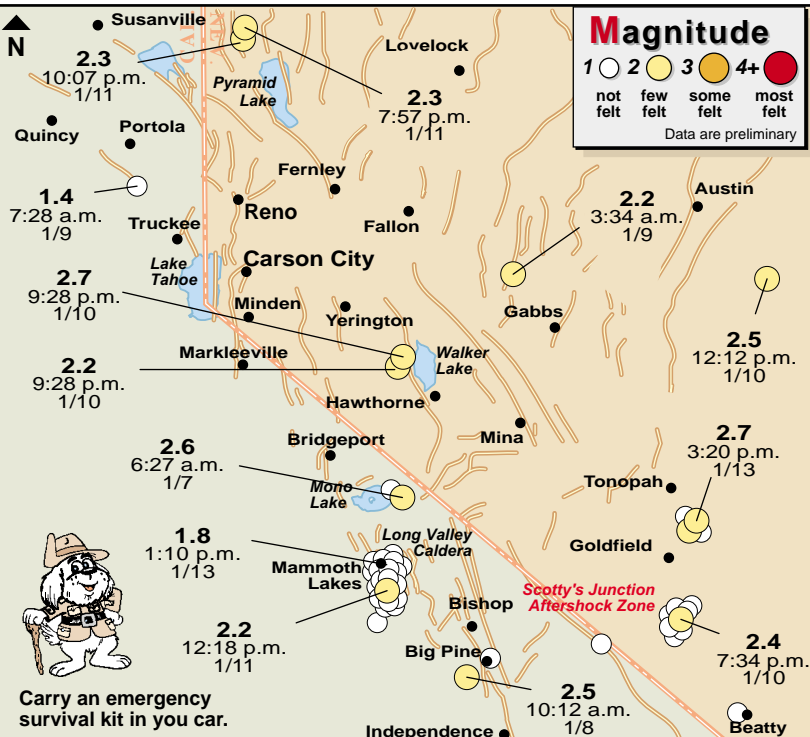 N
Susanville
NEV.
CALIF.
2.3
10:07 p.m.
1/11
Pyramid
Lake
Lovelock
2.3
7:57 p.m.
1/11
Magnitude
1 2 3 4+
not felt
few felt
some felt
most felt
Data are preliminary
Quincy
Portola
1.4
7:28 a.m.
1/9
Fernley
Reno
Fallon
2.2
3:34 a.m.
1/9
Austin
Truckee
Lake
Tahoe
Carson City
2.7
9:28 p.m.
1/10
Minden
Yerington
Gabbs
2.5
12:12 p.m.
1/10
Markleeville
2.2
9:28 p.m.
1/10
Walker
Lake
Hawthorne
Mina
Bridgeport
2.6
6:27 a.m.
1/7
Mono
Lake
Tonopah
2.7
3:20 p.m.
1/13
1.8
1:10 p.m.
1/13
Long Valley
Caldera
Mammoth
Lakes
Goldfield
Scotty's Junction
Aftershock Zone
Bishop
2.2
12:18 p.m.
1/11
Big Pine
2.4
7:34 p.m.
1/10
2.5
10:12 a.m.
1/8
Carry an emergency
survival kit in you car.
Independence
Beatty